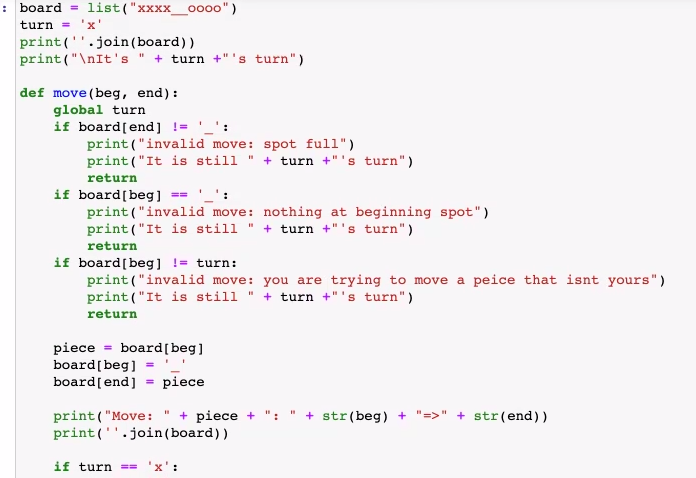 : board = list("xxxx__oooo")
turn = 'x'
print(''.join(board))
print("\nIt's " + turn +"'s turn")

def move(beg, end):
    global turn
    if board[end] != '_':
        print("invalid move: spot full")
        print("It is still " + turn +"'s turn")
        return
    if board[beg] == '_':
        print("invalid move: nothing at beginning spot")
        print("It is still " + turn +"'s turn")
        return
    if board[beg] != turn:
        print("invalid move: you are trying to move a peice that isnt yours")
        print("It is still " + turn +"'s turn")
        return

    piece = board[beg]
    board[beg] = '_'
    board[end] = piece

    print("Move: " + piece + ": " + str(beg) + "=>" + str(end))
    print(''.join(board))

    if turn == 'x':